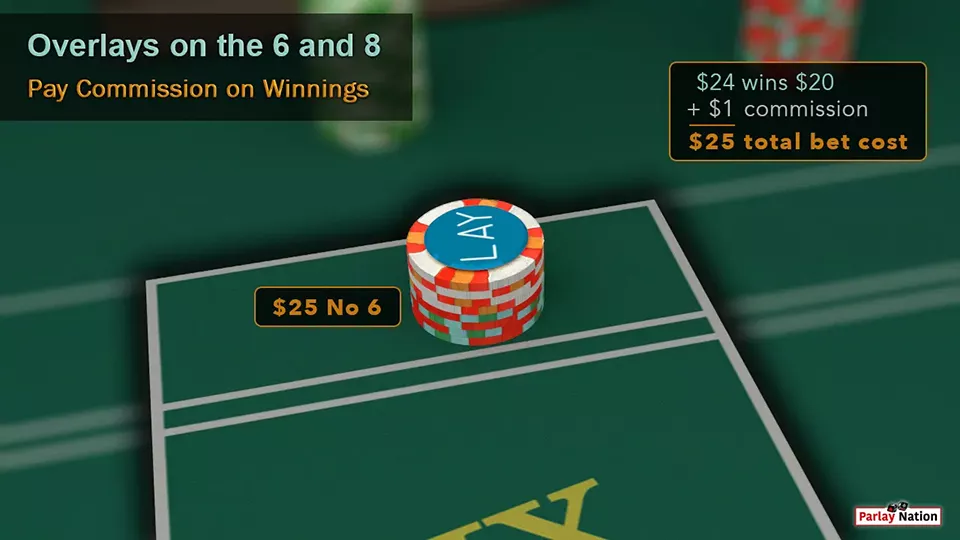 Overlays on the 6 and 8
Pay Commission on Winnings
$24 wins $20
+ $1 commission
$25 total bet cost
LAY
$25 No 6
Parlay Nation